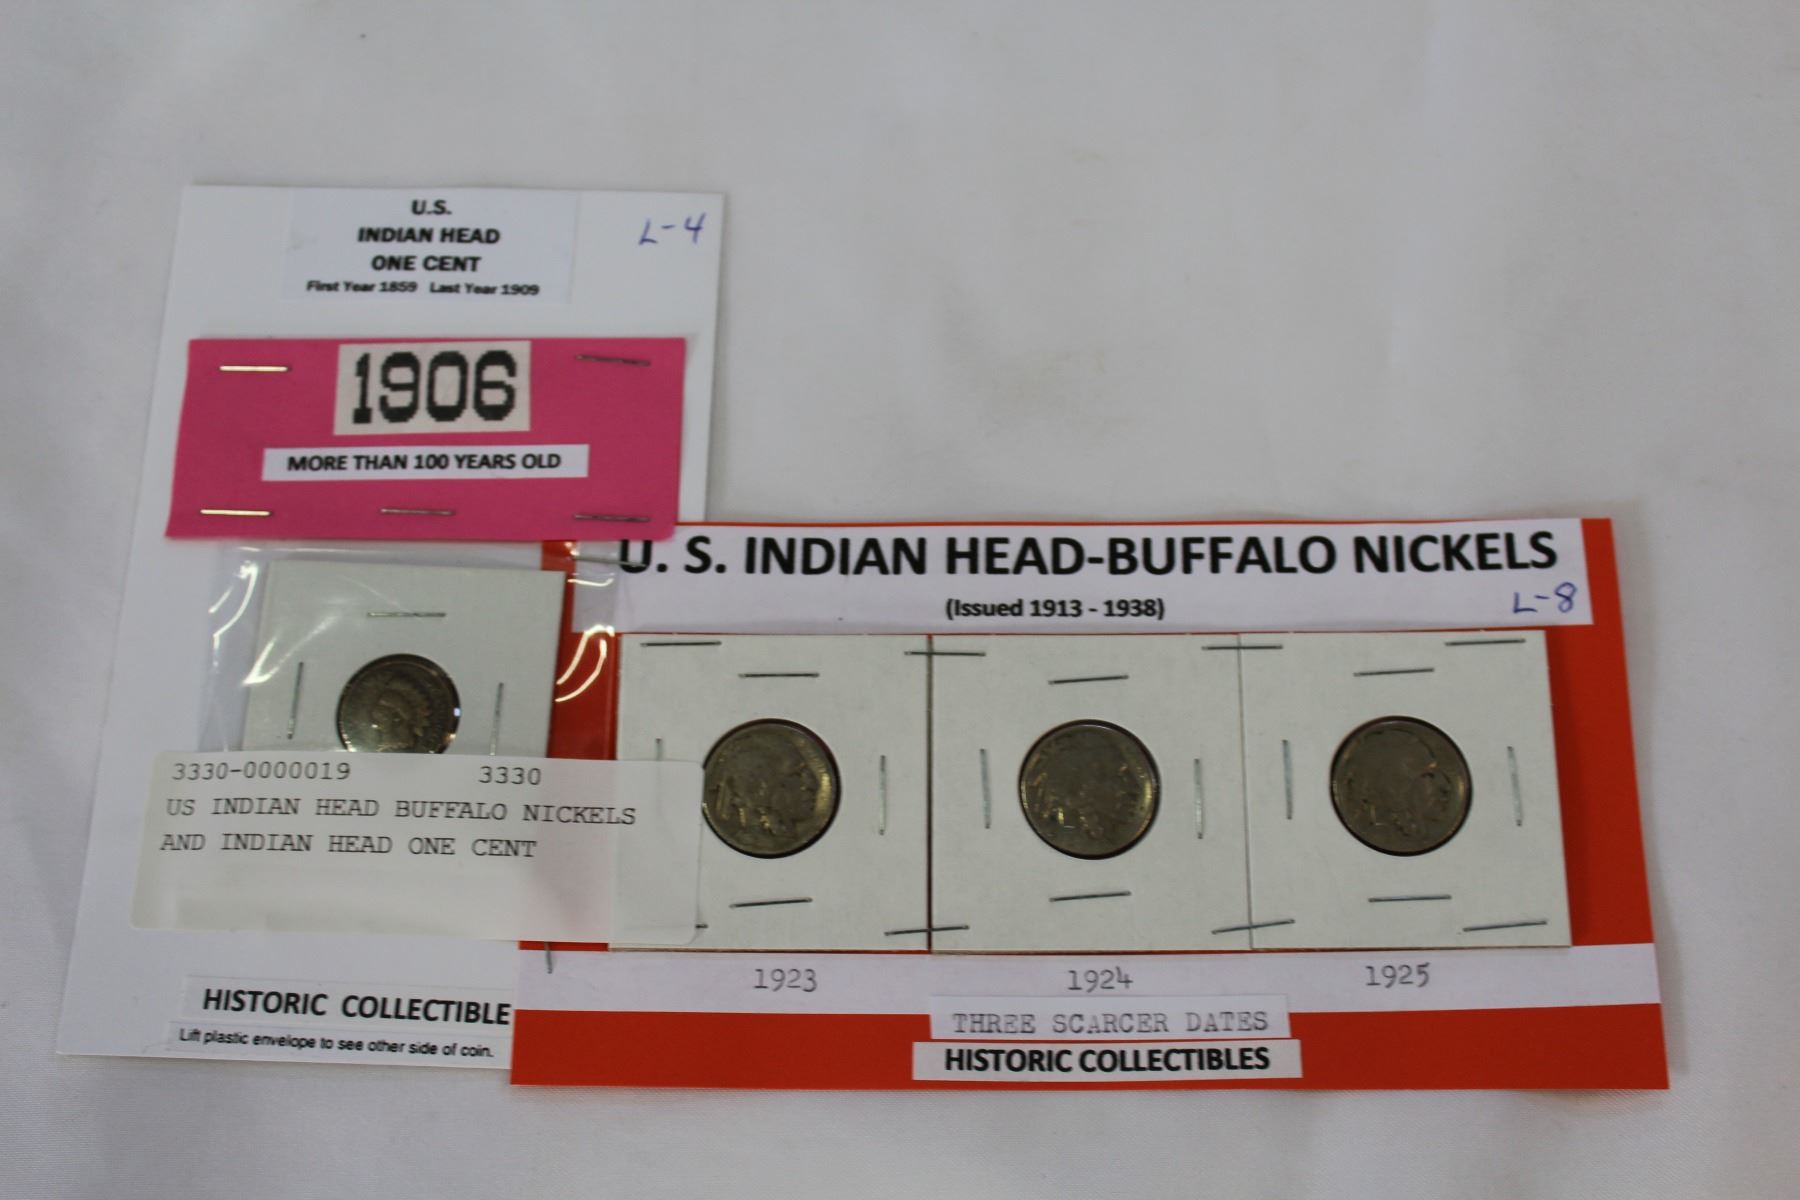 U.S.
INDIAN HEAD
ONE CENT
First Year 1859 Last Year 1909
L-4
1906
MORE THAN 100 YEARS OLD
U. S. INDIAN HEAD-BUFFALO NICKELS
(Issued 1913 - 1938)
L-8
3330-0000019 3330
US INDIAN HEAD BUFFALO NICKELS
AND INDIAN HEAD ONE CENT
1923 1924 1925
THREE SCARCER DATES
HISTORIC COLLECTIBLES
HISTORIC COLLECTIBLE
Lift plastic envelope to see other side of coin.